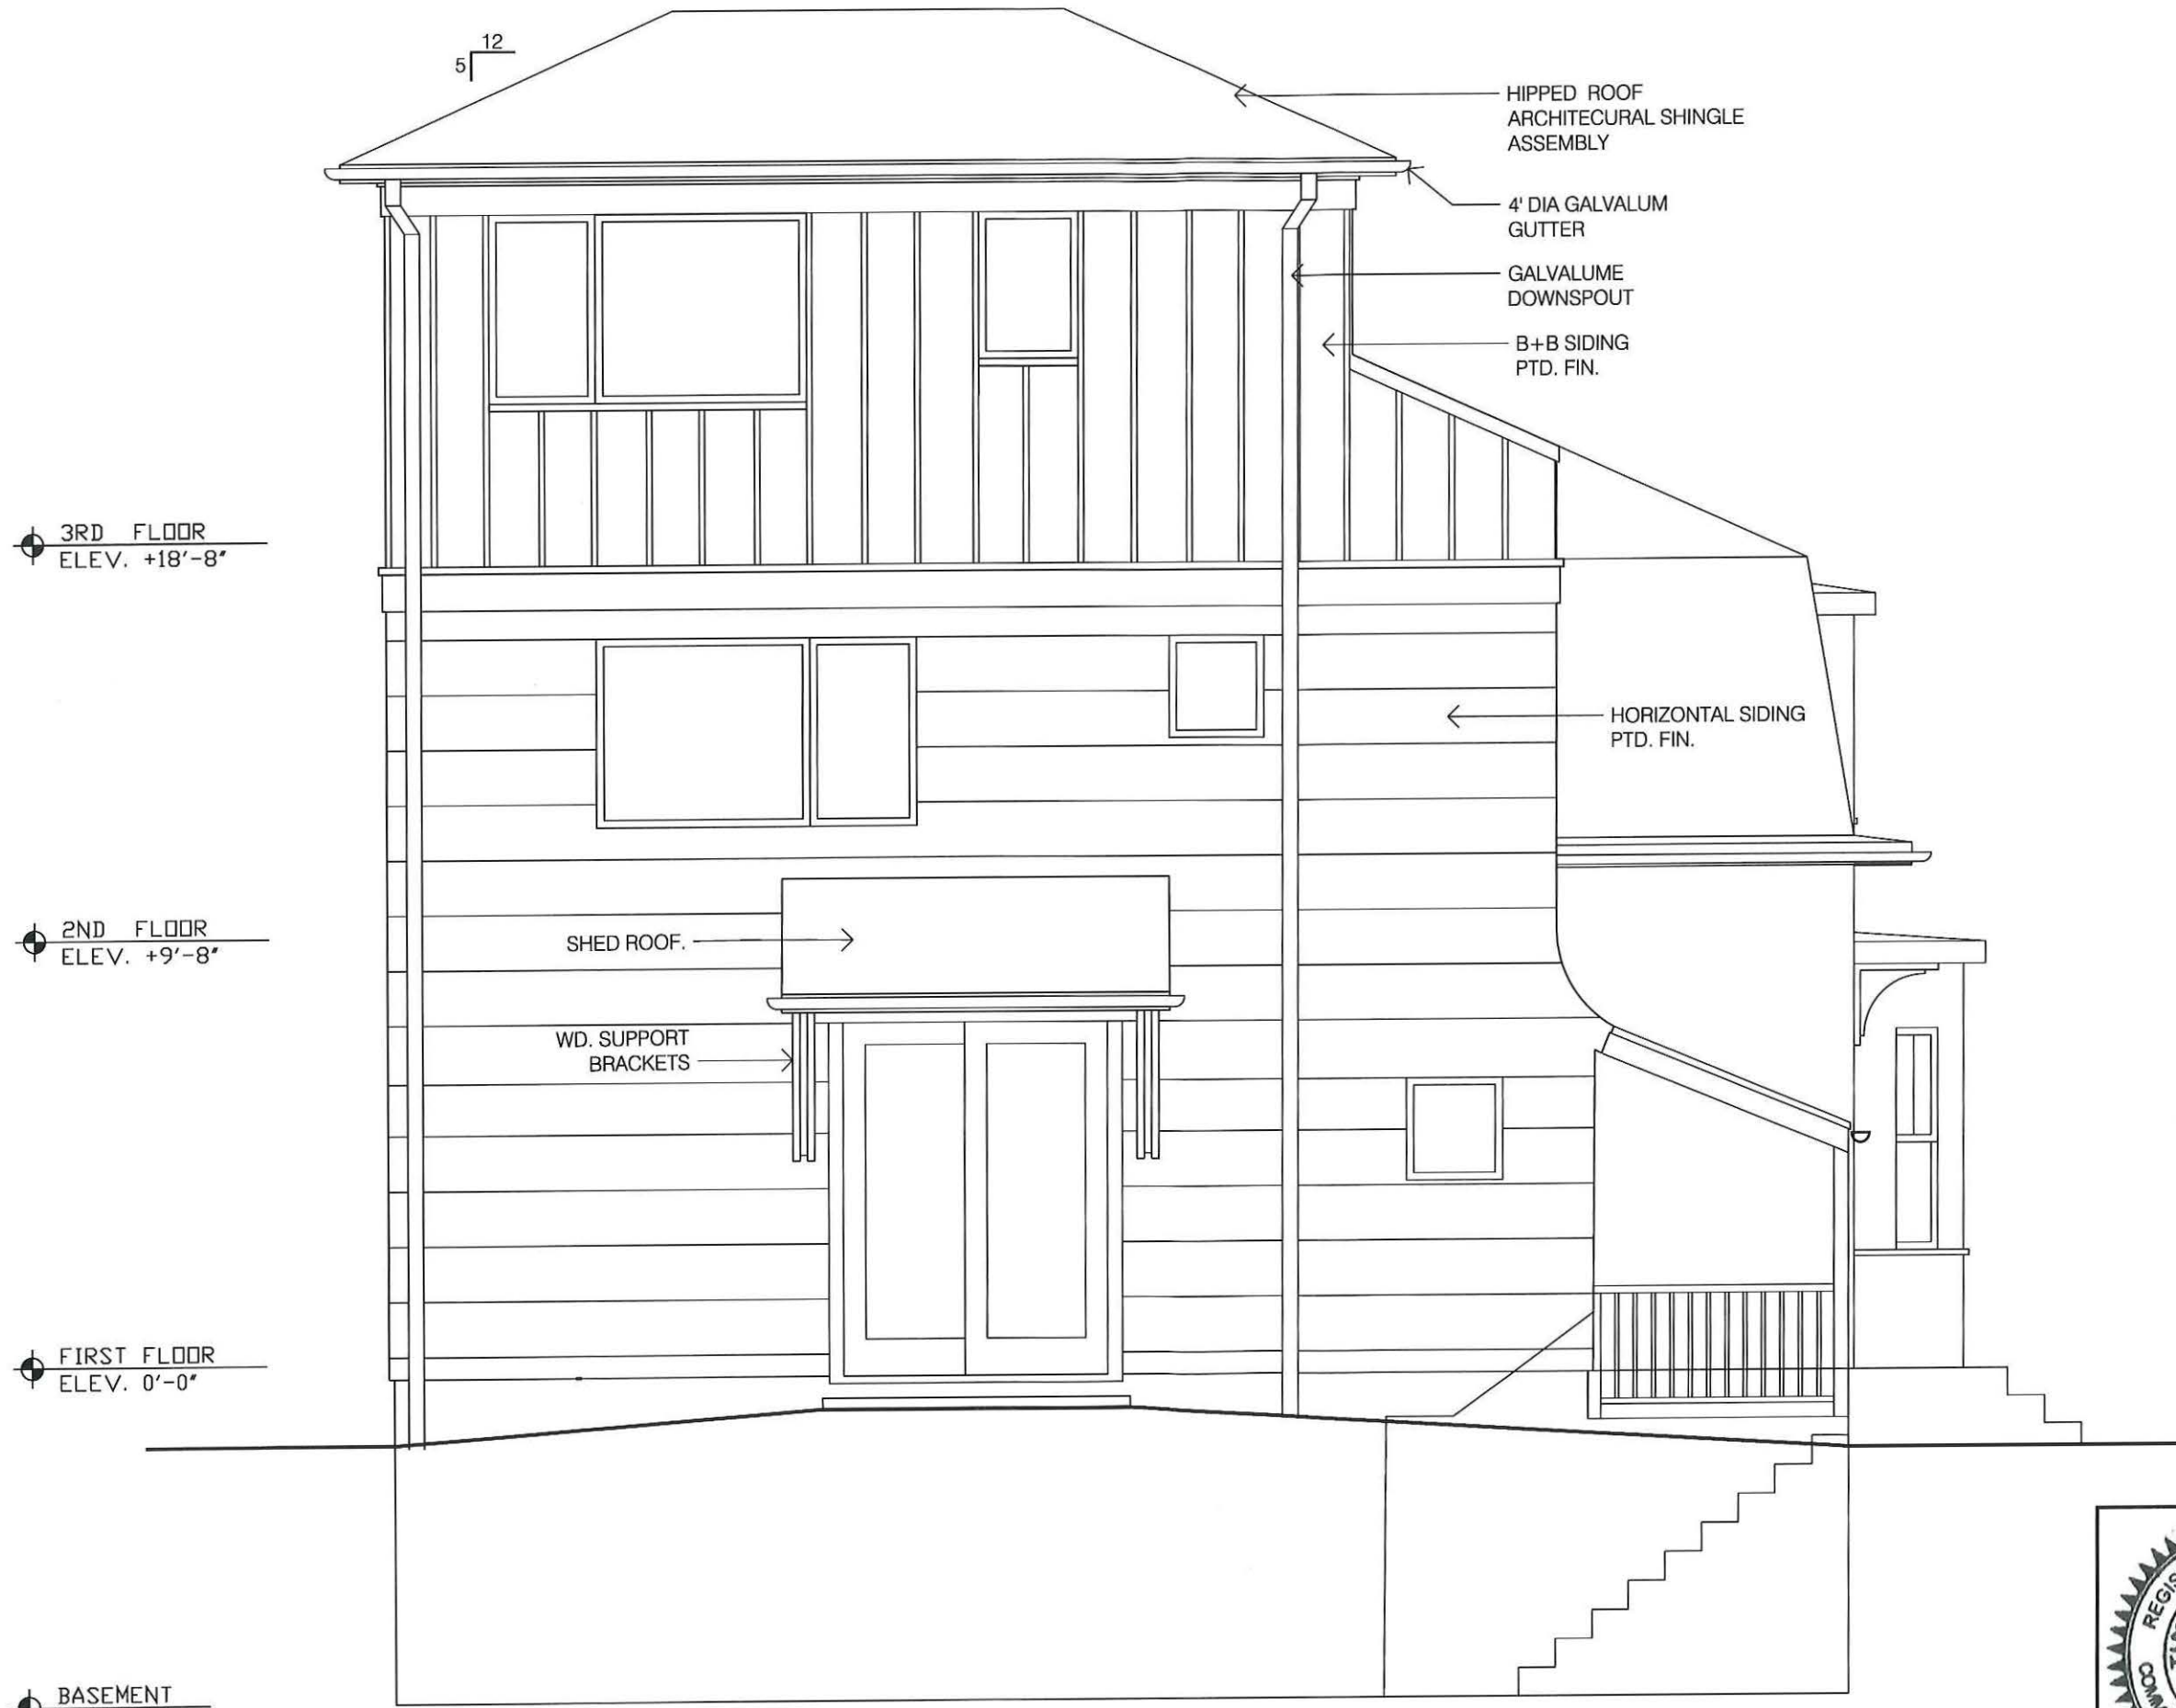 12
5
HIPPED ROOF
ARCHITECURAL SHINGLE
ASSEMBLY
4' DIA GALVALUM
GUTTER
GALVALUME
DOWNSPOUT
B+B SIDING
PTD. FIN.
3RD FLOOR
ELEV. +18'-8"
HORIZONTAL SIDING
PTD. FIN.
2ND FLOOR
ELEV. +9'-8"
SHED ROOF.
WD. SUPPORT
BRACKETS
FIRST FLOOR
ELEV. 0'-0"
BASEMENT